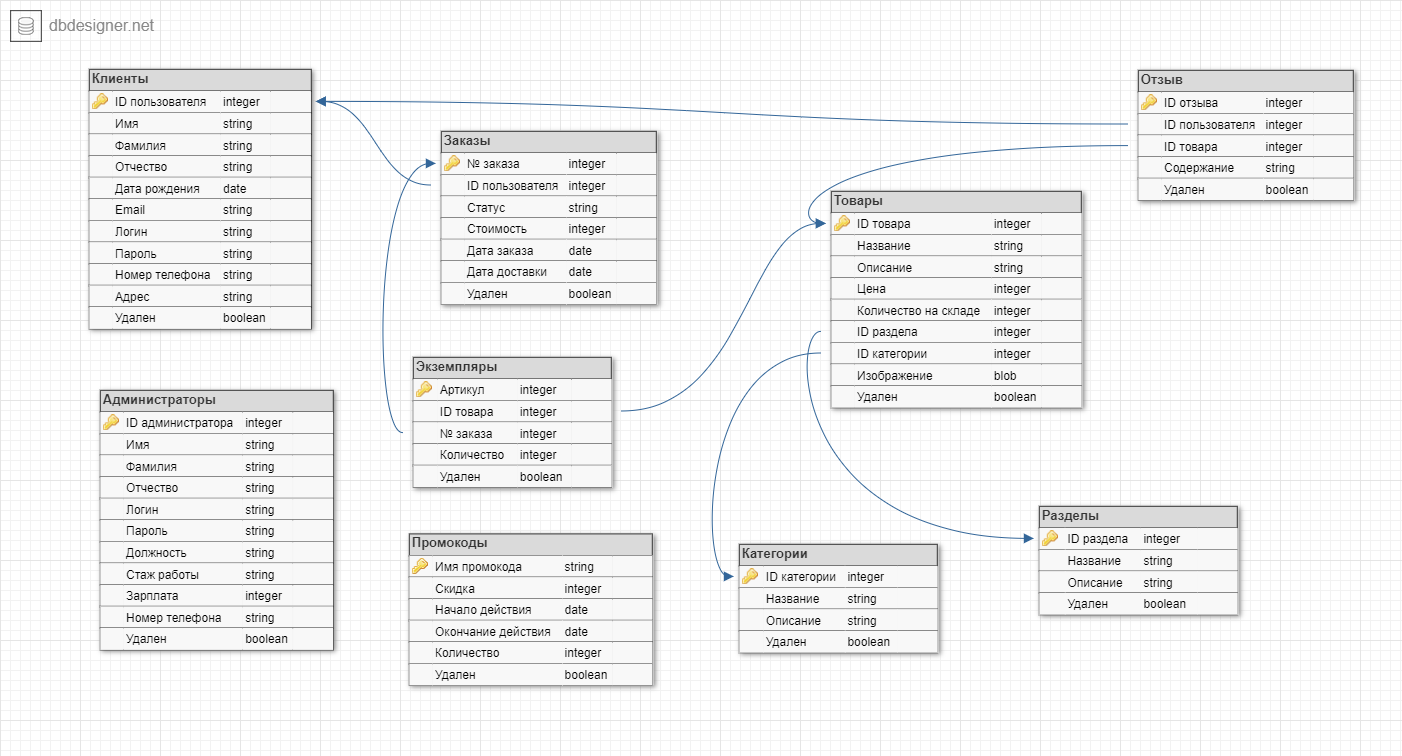 dbdesigner.net
Клиенты
ID пользователя integer
Имя string
Фамилия string
Отчество string
Дата рождения date
Email string
Логин string
Пароль string
Номер телефона string
Адрес string
Удален boolean
Заказы
№ заказа integer
ID пользователя integer
Статус string
Стоимость integer
Дата заказа date
Дата доставки date
Удален boolean
Отзыв
ID отзыва integer
ID пользователя integer
ID товара integer
Содержание string
Удален boolean
Товары
ID товара integer
Название string
Описание string
Цена integer
Количество на складе integer
ID раздела integer
ID категории integer
Изображение blob
Удален boolean
Экземпляры
Артикул integer
ID товара integer
№ заказа integer
Количество integer
Удален boolean
Администраторы
ID администратора integer
Имя string
Фамилия string
Отчество string
Логин string
Пароль string
Должность string
Стаж работы string
Зарплата integer
Номер телефона string
Удален boolean
Промокоды
Имя промокода string
Скидка integer
Начало действия date
Окончание действия date
Количество integer
Удален boolean
Категории
ID категории integer
Название string
Описание string
Удален boolean
Разделы
ID раздела integer
Название string
Описание string
Удален boolean